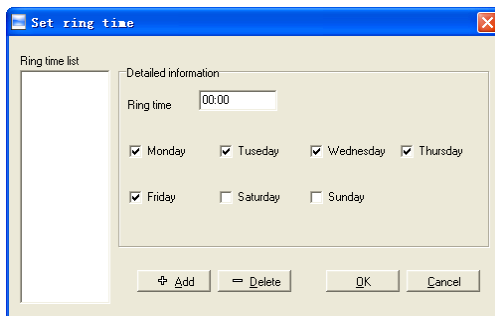 Set ring time
Ring time list
Detailed information
Ring time 00:00
Monday Tuseday Wednesday Thursday
Friday Saturday Sunday
Add Delete OK Cancel